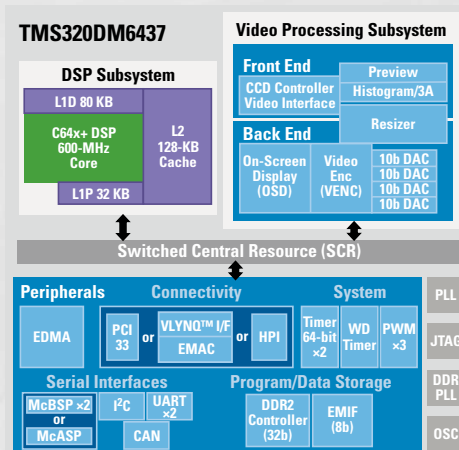 TMS320DM6437
DSP Subsystem
L1D 80 KB
C64x+ DSP
600-MHz
Core
L2
128-KB
Cache
L1P 32 KB
Video Processing Subsystem
Front End
CCD Controller
Video Interface
Preview
Histogram/3A
Resizer
Back End
On-Screen
Display
(OSD)
Video
Enc
(VENC)
10b DAC
10b DAC
10b DAC
10b DAC
Switched Central Resource (SCR)
Peripherals
EDMA
Connectivity
PCI
33
or
VLYNQ™ I/F
EMAC
or
HPI
System
Timer
64-bit
×2
WD
Timer
PWM
×3
Serial Interfaces
McBSP ×2
or
McASP
I²C
UART
×2
CAN
Program/Data Storage
DDR2
Controller
(32b)
EMIF
(8b)
PLL
JTAG
DDR
PLL
OSC